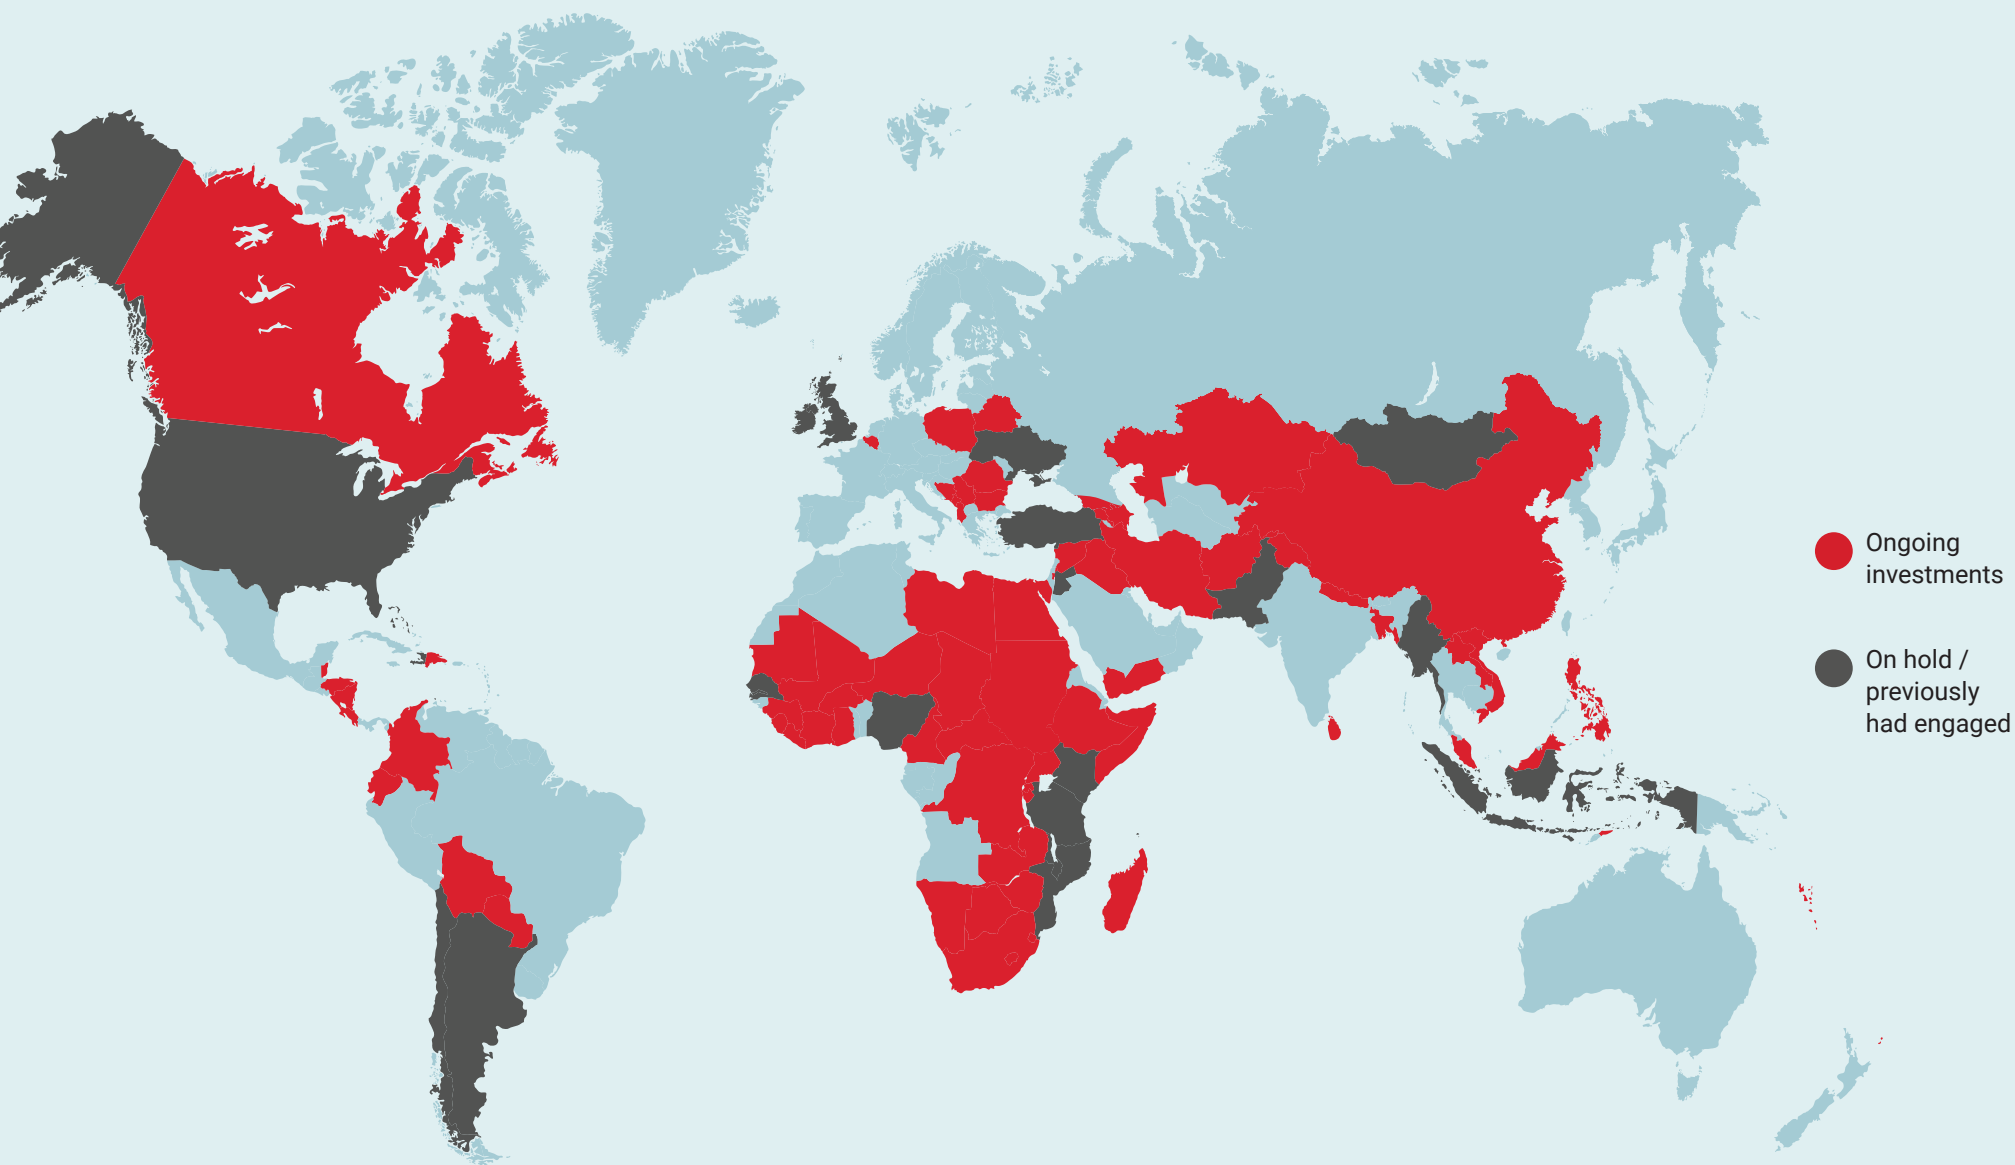 Ongoing
investments
On hold /
previously
had engaged